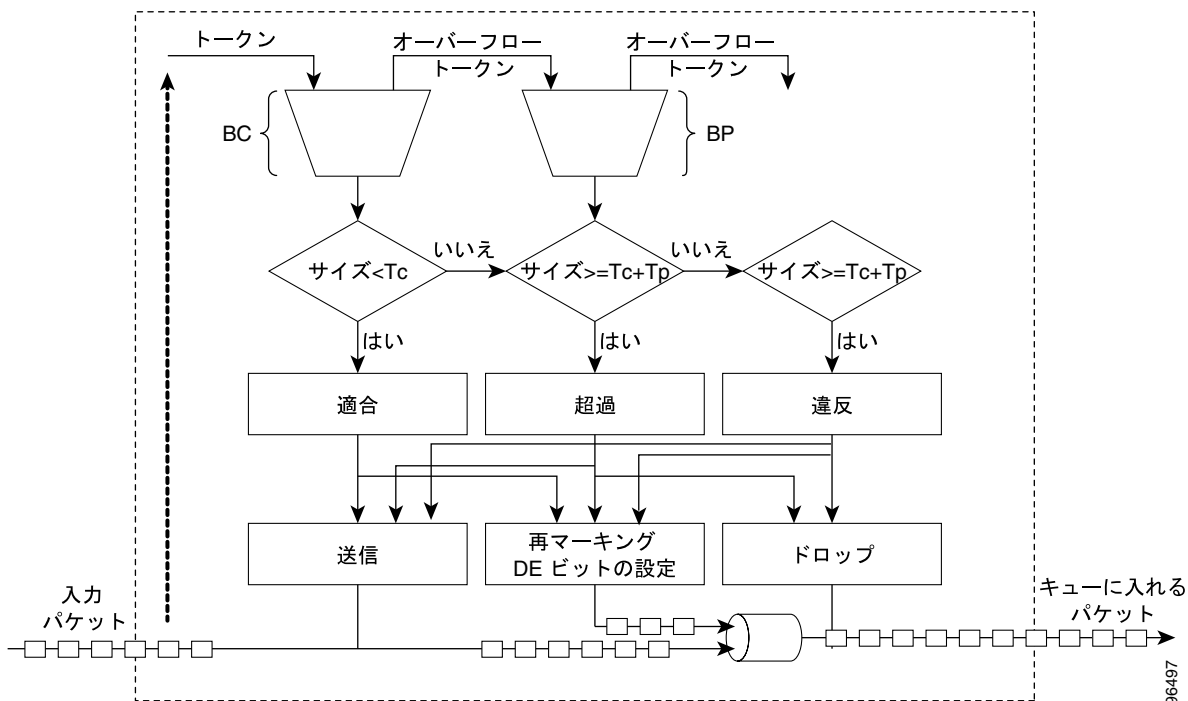 トークン
オーバーフロー
トークン
オーバーフロー
トークン
BC
BP
サイズ<Tc
いいえ
サイズ>=Tc+Tp
いいえ
サイズ>=Tc+Tp
はい
はい
はい
適合
超過
違反
送信
再マーキング
DE ビットの設定
ドロップ
入力
パケット
キューに入れる
パケット
96497